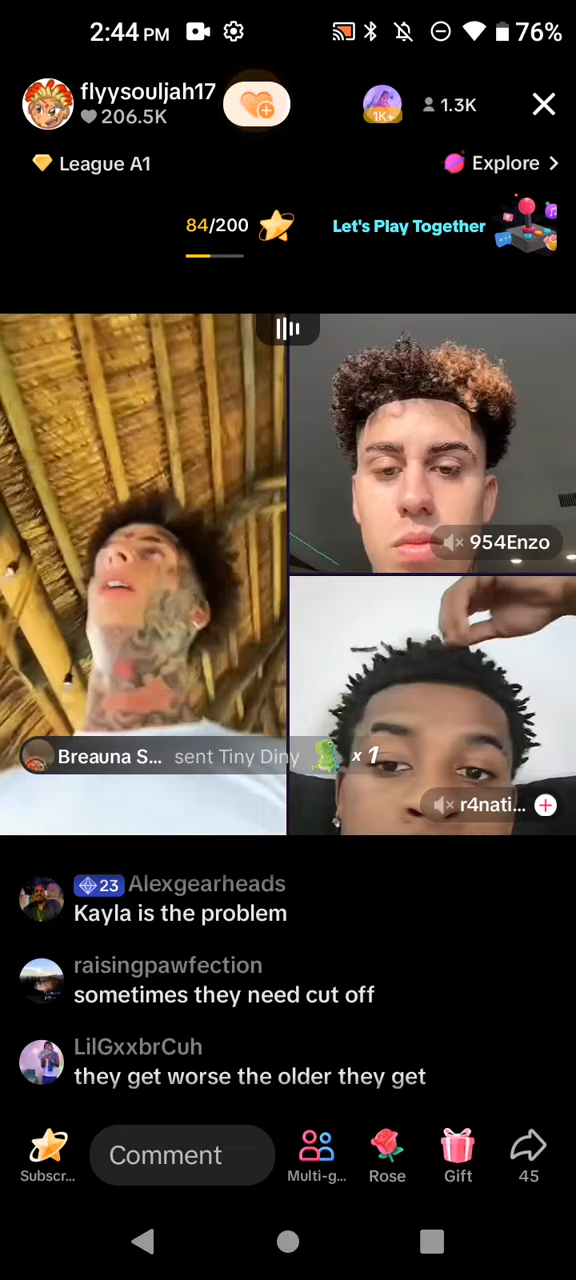 2:44 PM
76%
flyysouljah17
206.5K
1K+
1.3K
League A1
Explore
84/200
Let's Play Together
954Enzo
Breauna S... sent Tiny Diny x 1
r4nati...
23 Alexgearheads
Kayla is the problem
raisingpawfection
sometimes they need cut off
LilGxxbrCuh
they get worse the older they get
Comment
Subscr...
Multi-g...
Rose
Gift
45